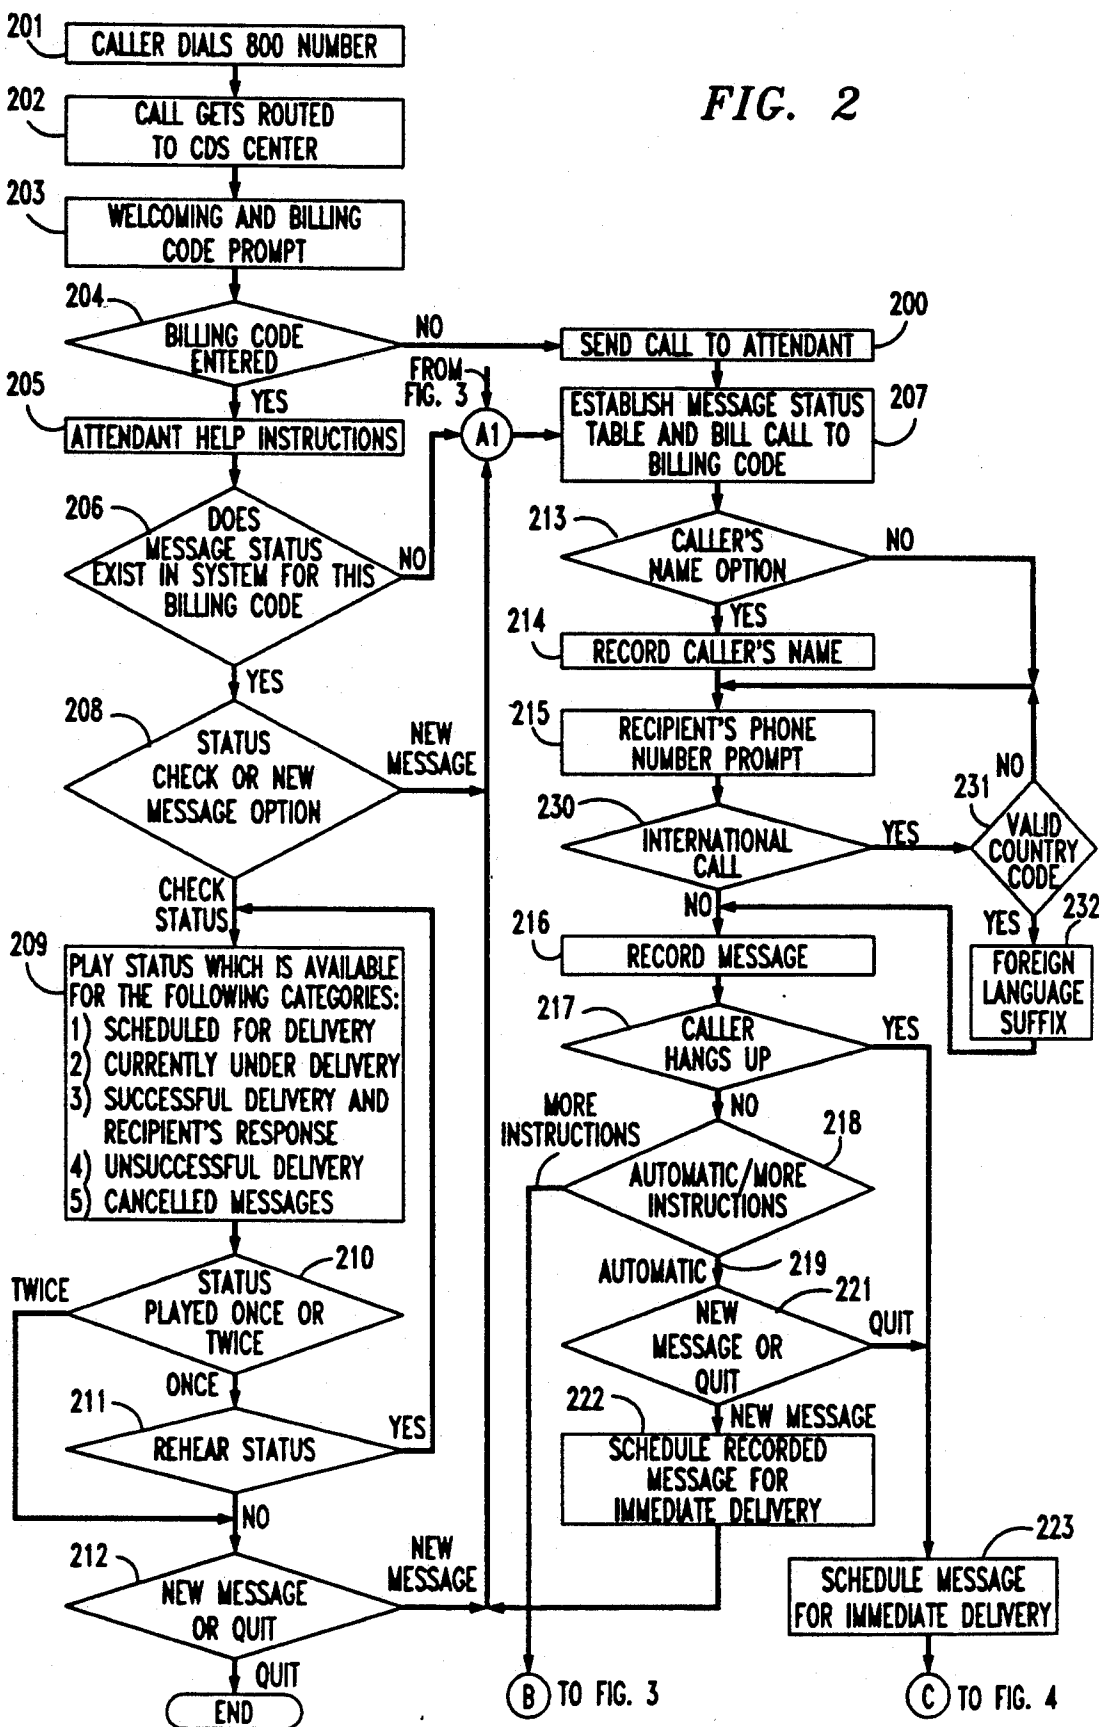 FIG. 2
201
CALLER DIALS 800 NUMBER
202
CALL GETS ROUTED
TO CDS CENTER
203
WELCOMING AND BILLING
CODE PROMPT
204
BILLING CODE
ENTERED
NO
YES
200
SEND CALL TO ATTENDANT
205
ATTENDANT HELP INSTRUCTIONS
FROM
FIG. 3
A1
207
ESTABLISH MESSAGE STATUS
TABLE AND BILL CALL TO
BILLING CODE
206
DOES
MESSAGE STATUS
EXIST IN SYSTEM FOR THIS
BILLING CODE
NO
YES
208
STATUS
CHECK OR NEW
MESSAGE OPTION
NEW
MESSAGE
CHECK
STATUS
209
PLAY STATUS WHICH IS AVAILABLE
FOR THE FOLLOWING CATEGORIES:
1) SCHEDULED FOR DELIVERY
2) CURRENTLY UNDER DELIVERY
3) SUCCESSFUL DELIVERY AND
RECIPIENT'S RESPONSE
4) UNSUCCESSFUL DELIVERY
5) CANCELLED MESSAGES
210
STATUS
PLAYED ONCE OR
TWICE
TWICE
ONCE
211
REHEAR STATUS
YES
NO
212
NEW MESSAGE
OR QUIT
NEW
MESSAGE
QUIT
END
213
CALLER'S
NAME OPTION
NO
YES
214
RECORD CALLER'S NAME
215
RECIPIENT'S PHONE
NUMBER PROMPT
230
INTERNATIONAL
CALL
YES
NO
231
VALID
COUNTRY
CODE
NO
YES
232
FOREIGN
LANGUAGE
SUFFIX
216
RECORD MESSAGE
217
CALLER
HANGS UP
YES
NO
MORE
INSTRUCTIONS
218
AUTOMATIC/MORE
INSTRUCTIONS
AUTOMATIC
219
221
NEW
MESSAGE OR
QUIT
QUIT
NEW MESSAGE
222
SCHEDULE RECORDED
MESSAGE FOR
IMMEDIATE DELIVERY
223
SCHEDULE MESSAGE
FOR IMMEDIATE DELIVERY
B TO FIG. 3
C TO FIG. 4